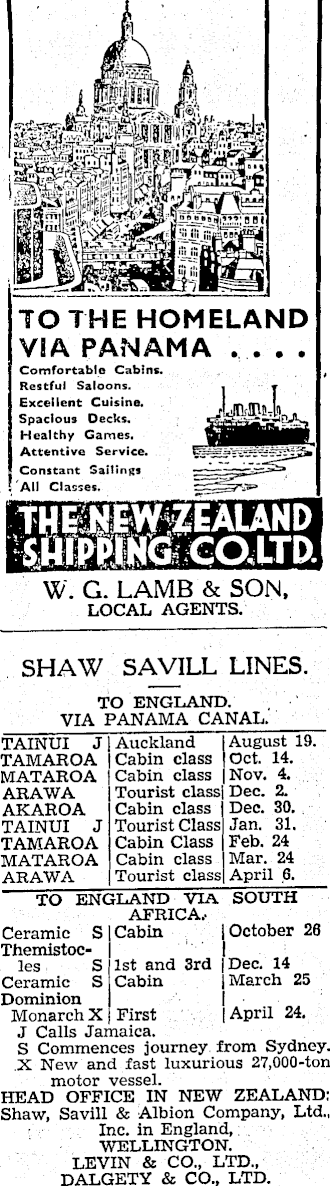 TO THE HOMELAND
VIA PANAMA . . . .
Comfortable Cabins.
Restful Saloons.
Excellent Cuisine.
Spacious Decks.
Healthy Games.
Attentive Service.
Constant Sailings
All Classes.
THE NEW ZEALAND
SHIPPING CO. LTD.
W. G. LAMB & SON,
LOCAL AGENTS.
SHAW SAVILL LINES.
TO ENGLAND.
VIA PANAMA CANAL.
TAINUI J Auckland August 19.
TAMAROA Cabin class Oct. 14.
MATAROA Cabin class Nov. 4.
ARAWA Tourist class Dec. 2.
AKAROA Cabin class Dec. 30.
TAINUI J Tourist Class Jan. 31.
TAMAROA Cabin Class Feb. 24
MATAROA Cabin class Mar. 24
ARAWA Tourist class April 6.
TO ENGLAND VIA SOUTH
AFRICA.
Ceramic S Cabin October 26
Themistoc-
les S 1st and 3rd Dec. 14
Ceramic S Cabin March 25
Dominion
Monarch X First April 24.
J Calls Jamaica.
S Commences journey from Sydney.
X New and fast luxurious 27,000-ton
motor vessel.
HEAD OFFICE IN NEW ZEALAND:
Shaw, Savill & Albion Company, Ltd.,
Inc. in England,
WELLINGTON.
LEVIN & CO., LTD.,
DALGETY & CO., LTD.